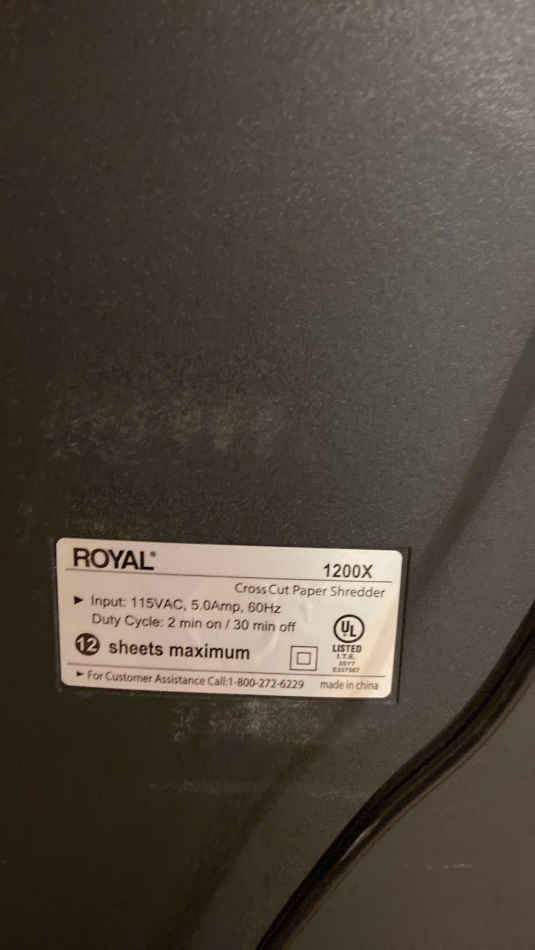 ROYAL®
1200X
Cross Cut Paper Shredder
► Input: 115VAC, 5.0Amp, 60Hz
Duty Cycle: 2 min on / 30 min off
12 sheets maximum
UL
LISTED
I.T.E.
E337567
► For Customer Assistance Call:1-800-272-6229
made in china